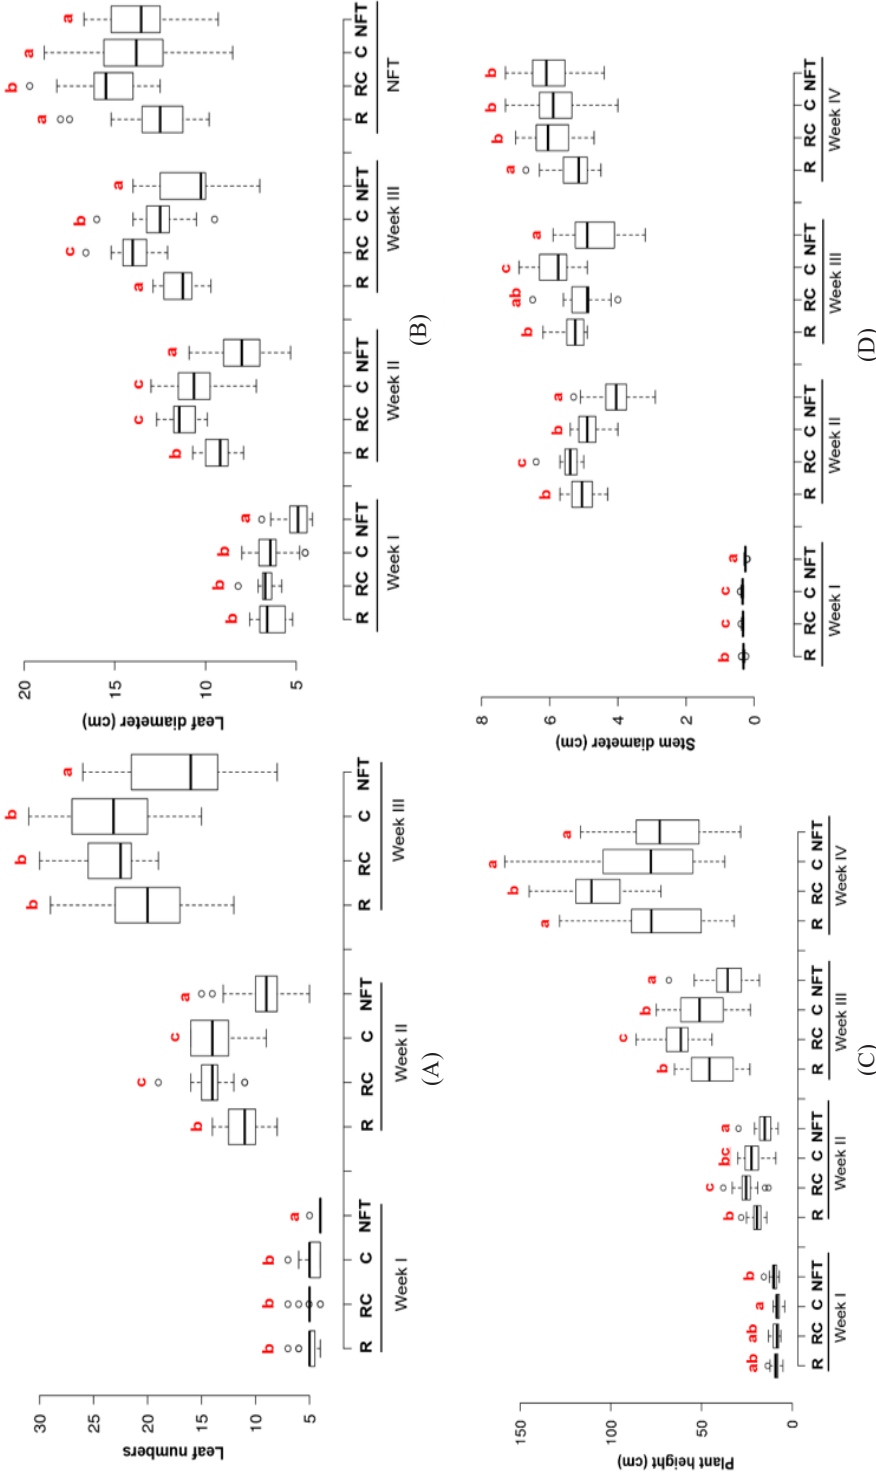 Leaf numbers
30
20
10
5
b b b a
b c c a
b b b a
R RC C NFT
R RC C NFT
R RC C NFT
Week I
Week II
Week III
(A)
Leaf diameter (cm)
20
15
10
5
b b b a
b c c a
a c b a
a b a a
R RC C NFT
R RC C NFT
R RC C NFT
R RC C NFT
Week I
Week II
Week III
NFT
(B)
Plant height (cm)
150
100
50
0
ab ab a b
b c bc a
b c b a
a b a a
R RC C NFT
R RC C NFT
R RC C NFT
R RC C NFT
Week I
Week II
Week III
Week IV
(C)
Stem diameter (cm)
8
6
4
2
0
b c c a
b c b a
b ab c a
a b b b
R RC C NFT
R RC C NFT
R RC C NFT
R RC C NFT
Week I
Week II
Week III
Week IV
(D)